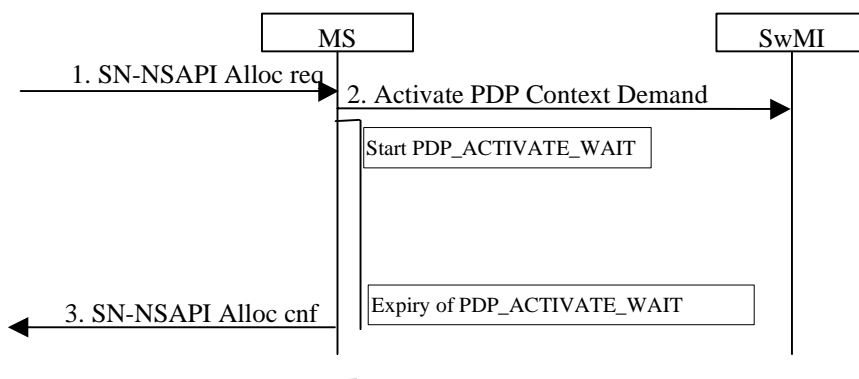 MS
SwMI
1. SN-NSAPI Alloc req
2. Activate PDP Context Demand
Start PDP_ACTIVATE_WAIT
Expiry of PDP_ACTIVATE_WAIT
3. SN-NSAPI Alloc cnf